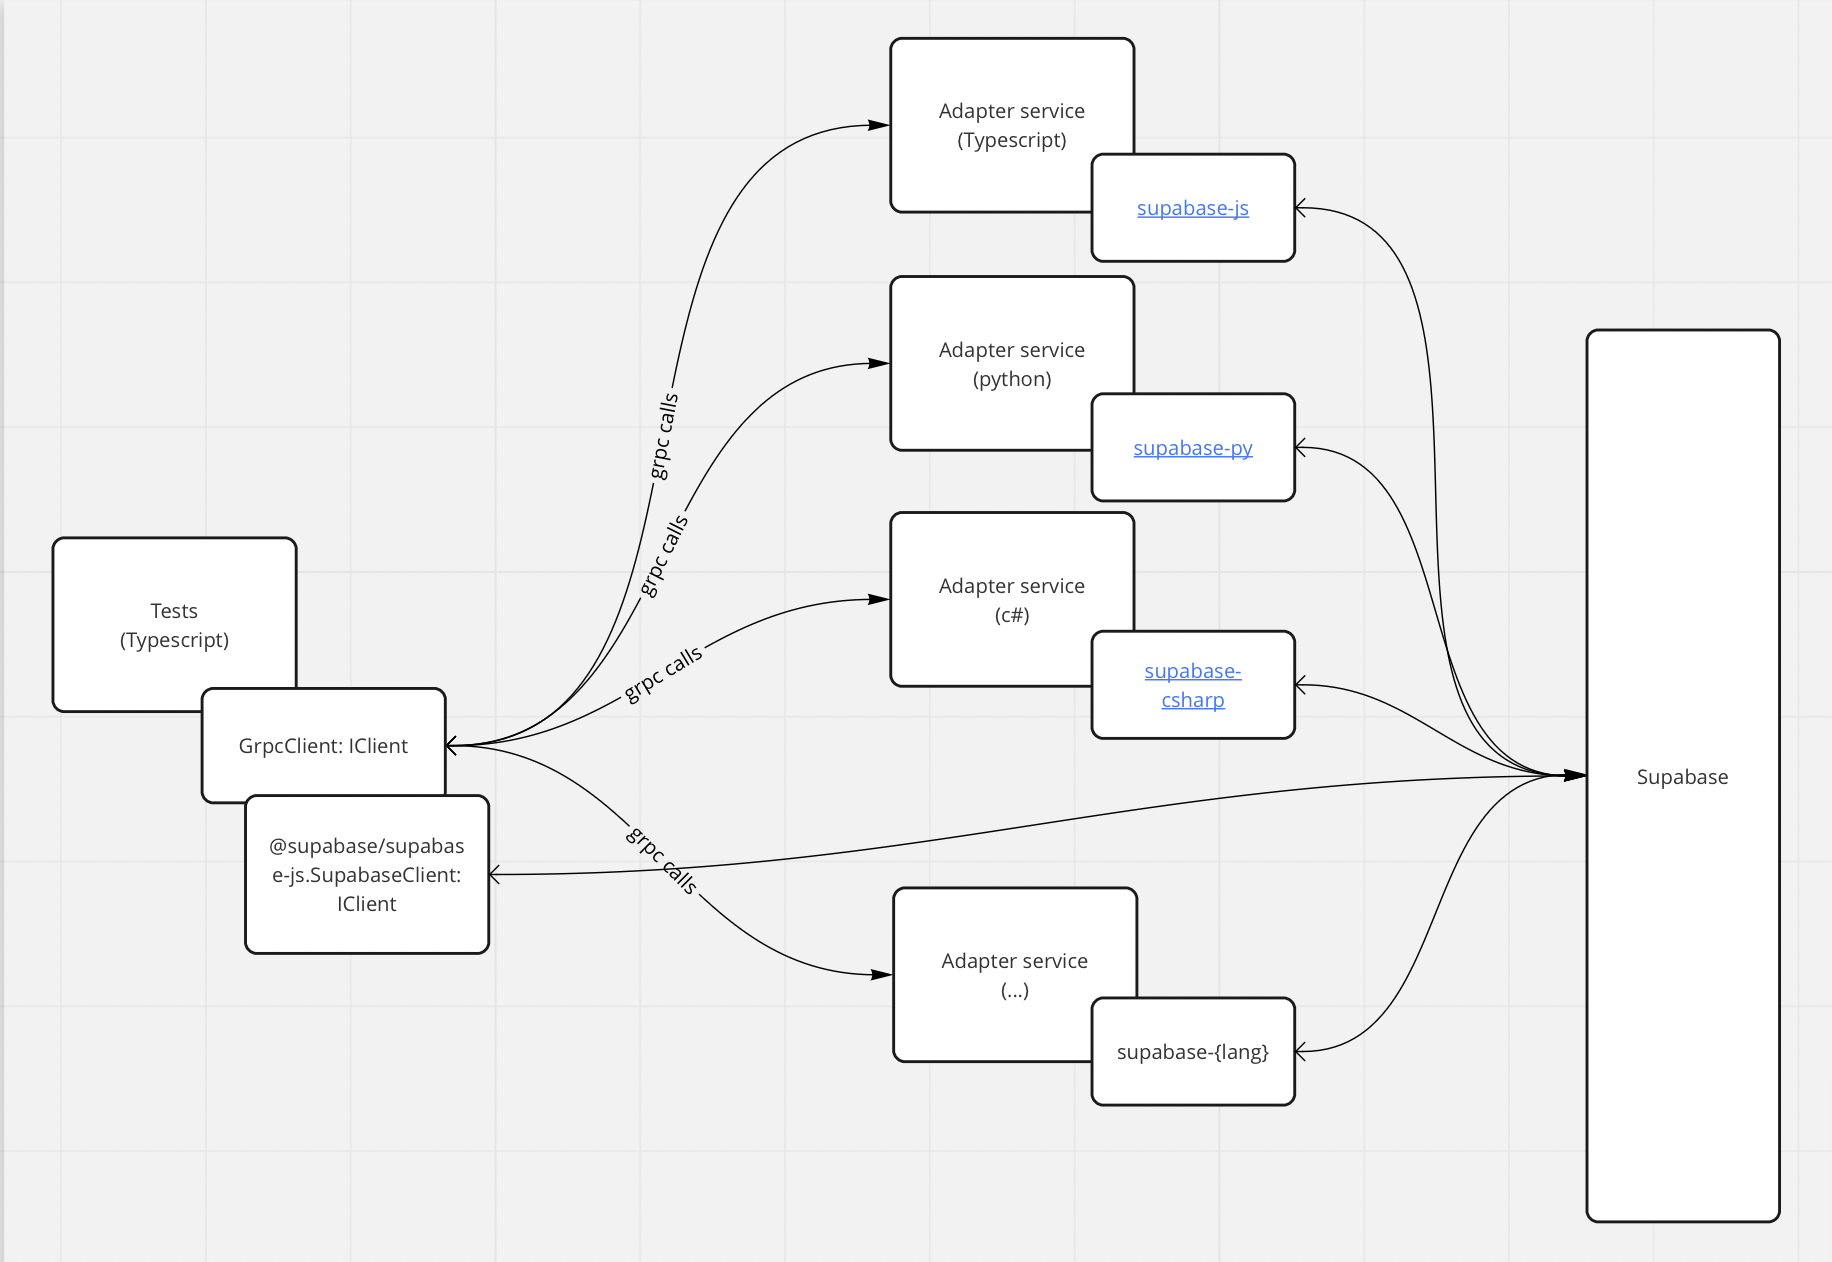 Adapter service
(Typescript)
supabase-js
Adapter service
(python)
supabase-py
grpc calls
grpc calls
Adapter service
(c#)
supabase-
csharp
grpc calls
Tests
(Typescript)
GrpcClient: IClient
@supabase/supabas
e-js.SupabaseClient:
IClient
grpc calls
Adapter service
(...)
supabase-{lang}
Supabase